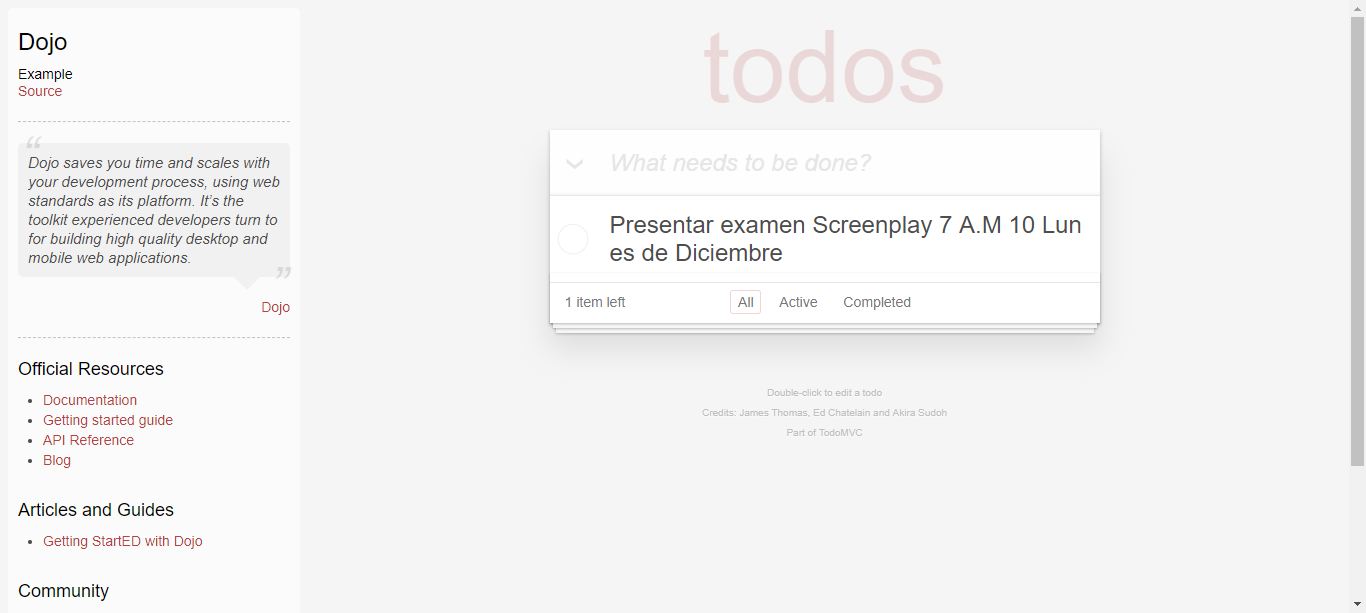 Dojo
Example
Source
“
Dojo saves you time and scales with
your development process, using web
standards as its platform. It’s the
toolkit experienced developers turn to
for building high quality desktop and
mobile web applications.
”
Dojo
Official Resources
• Documentation
• Getting started guide
• API Reference
• Blog
Articles and Guides
• Getting StartED with Dojo
Community
todos
What needs to be done?
Presentar examen Screenplay 7 A.M 10 Lun
es de Diciembre
1 item left All Active Completed
Double-click to edit a todo
Credits: James Thomas, Ed Chatelain and Akira Sudoh
Part of TodoMVC